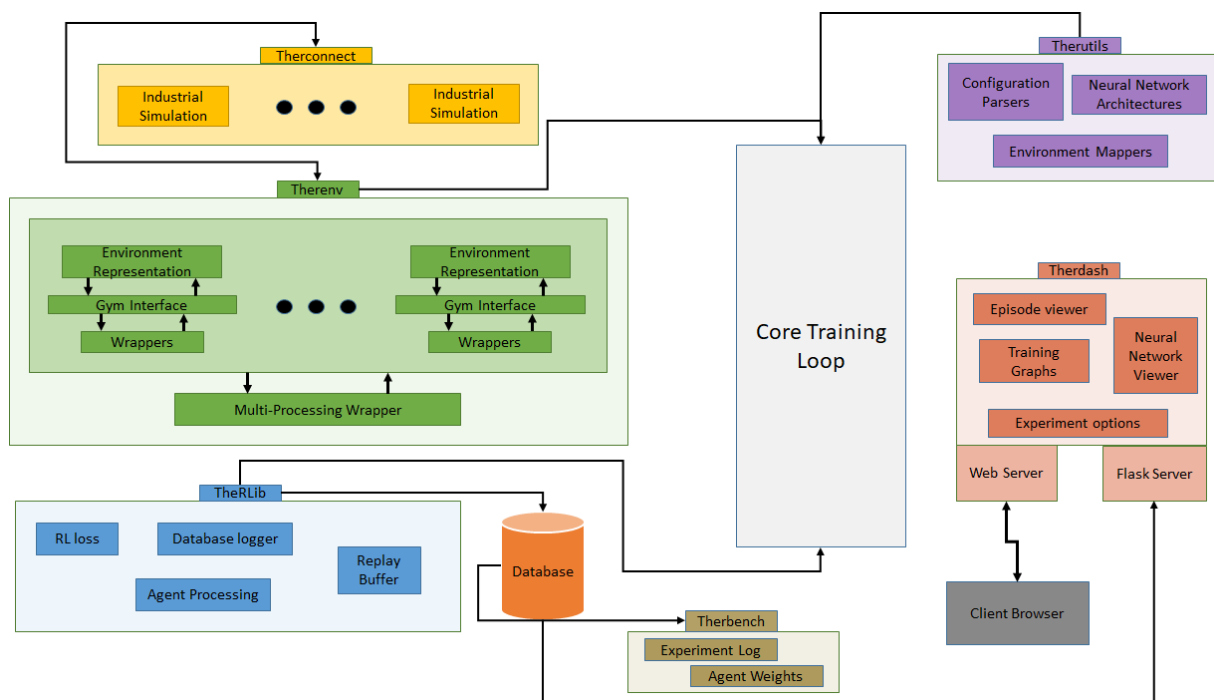 Therconnect
Industrial
Simulation
Industrial
Simulation
Therutils
Configuration
Parsers
Neural Network
Architectures
Environment Mappers
Therenv
Environment
Representation
Gym Interface
Wrappers
Environment
Representation
Gym Interface
Wrappers
Multi-Processing Wrapper
Core Training
Loop
Therdash
Episode viewer
Training
Graphs
Neural
Network
Viewer
Experiment options
Web Server
Flask Server
Client Browser
TheRLib
RL loss
Database logger
Replay
Buffer
Agent Processing
Database
Therbench
Experiment Log
Agent Weights